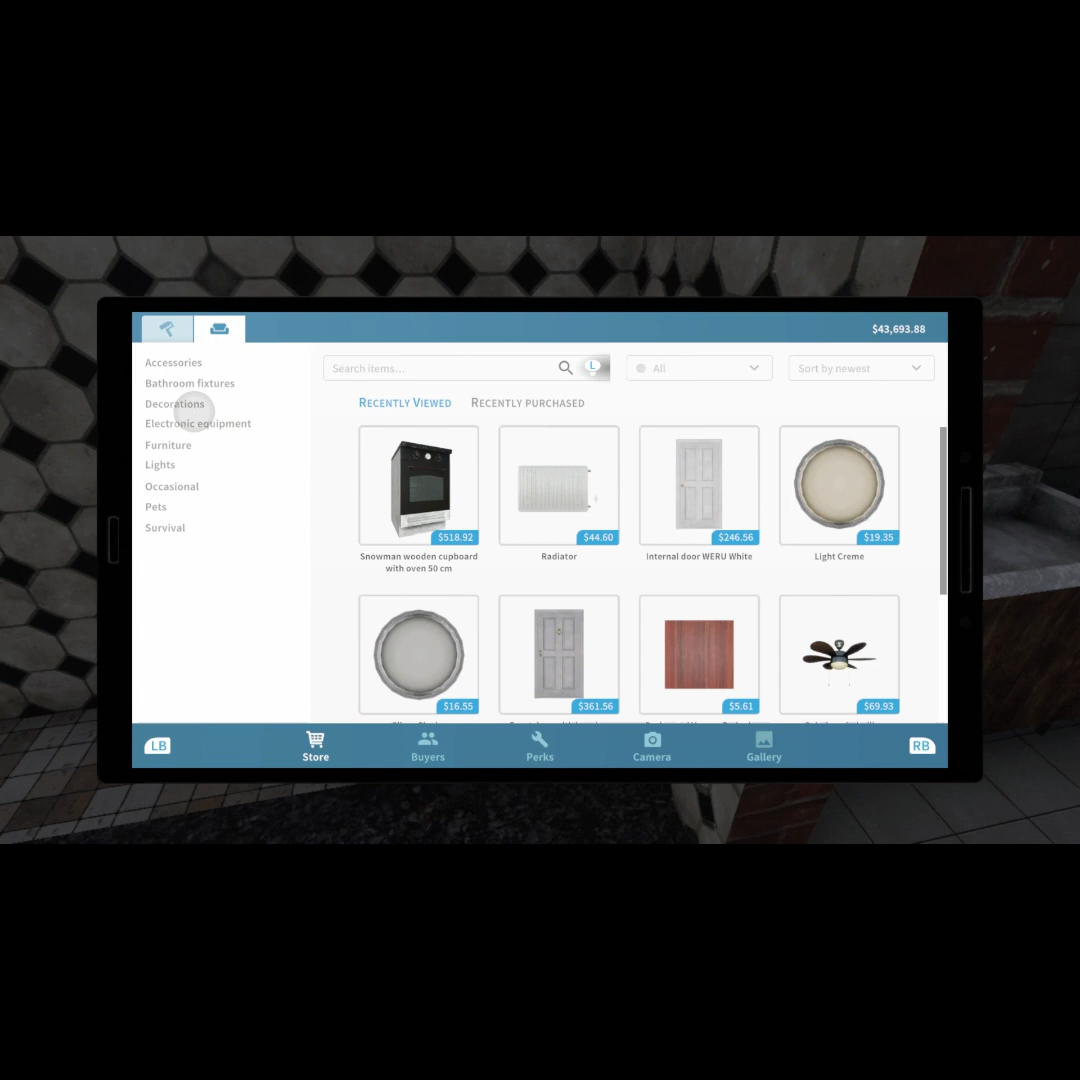 $43,693.88
Accessories
Bathroom fixtures
Decorations
Electronic equipment
Furniture
Lights
Occasional
Pets
Survival
Search items...
L
All
Sort by newest
RECENTLY VIEWED
RECENTLY PURCHASED
$518.92
$44.60
$246.56
$19.35
Snowman wooden cupboard
with oven 50 cm
Radiator
Internal door WERU White
Light Creme
$16.55
$361.56
$5.61
$69.93
LB
Store
Buyers
Perks
Camera
Gallery
RB